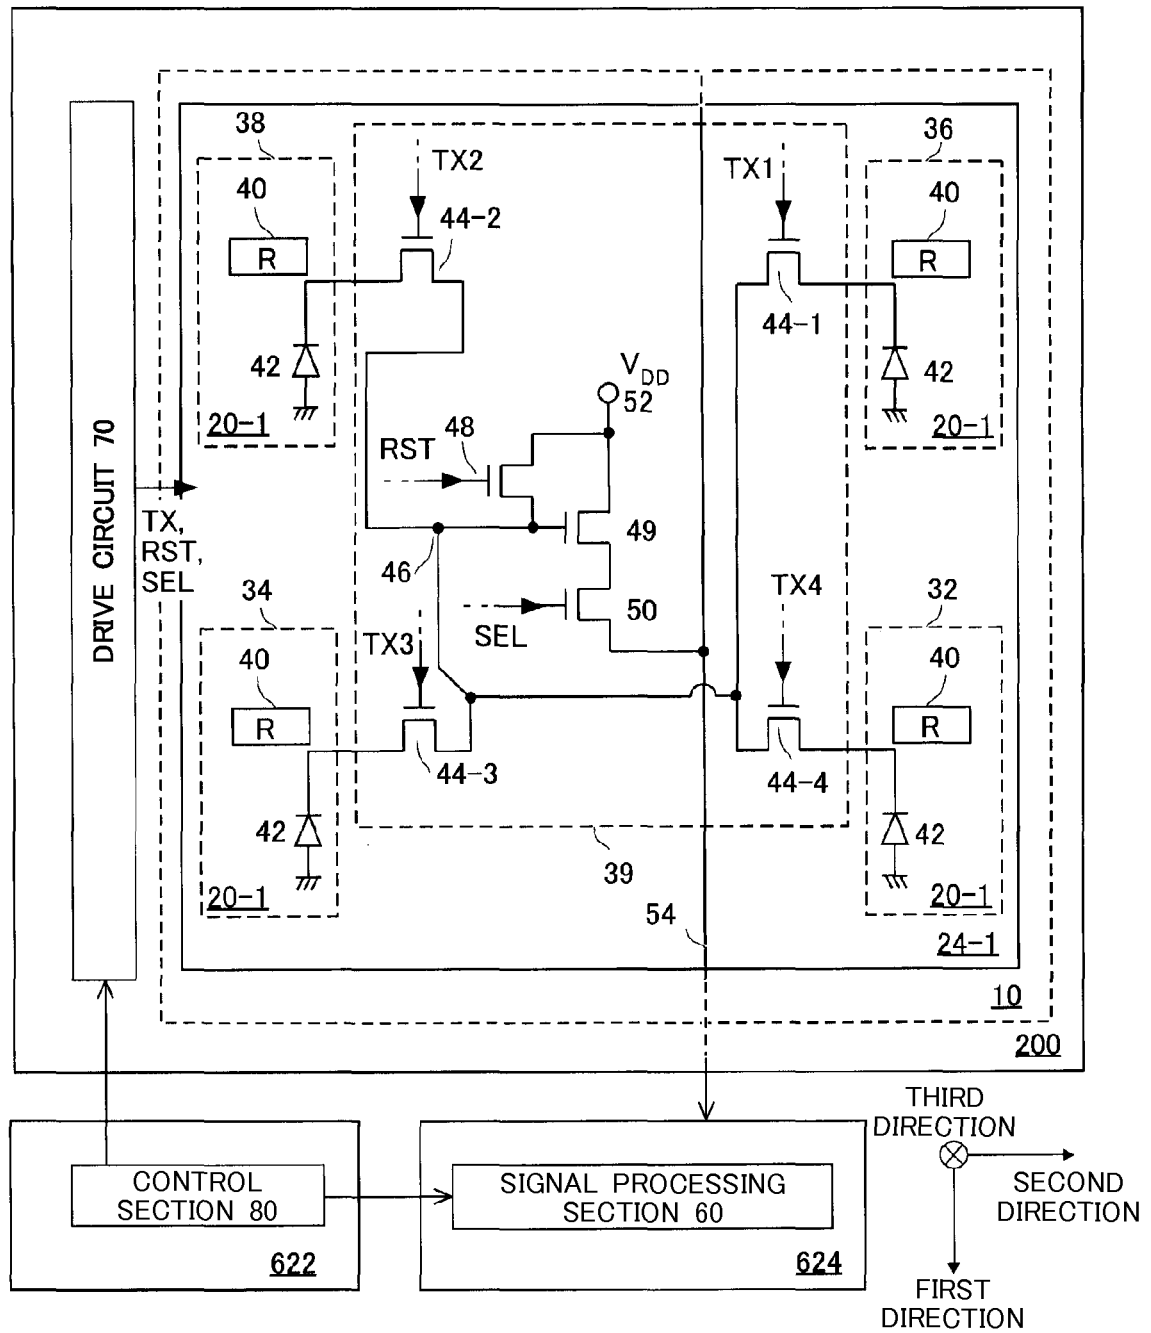 38
TX2
TX1
36
40
R
44-2
40
R
44-1
42
20-1
V DD
52
42
20-1
48
RST
49
46
TX,
RST,
SEL
DRIVE CIRCUIT 70
34
TX4
32
50
SEL
TX3
40
R
40
R
44-3
44-4
42
20-1
39
42
20-1
54
24-1
10
200
THIRD
DIRECTION
SECOND
DIRECTION
FIRST
DIRECTION
CONTROL
SECTION 80
622
SIGNAL PROCESSING
SECTION 60
624